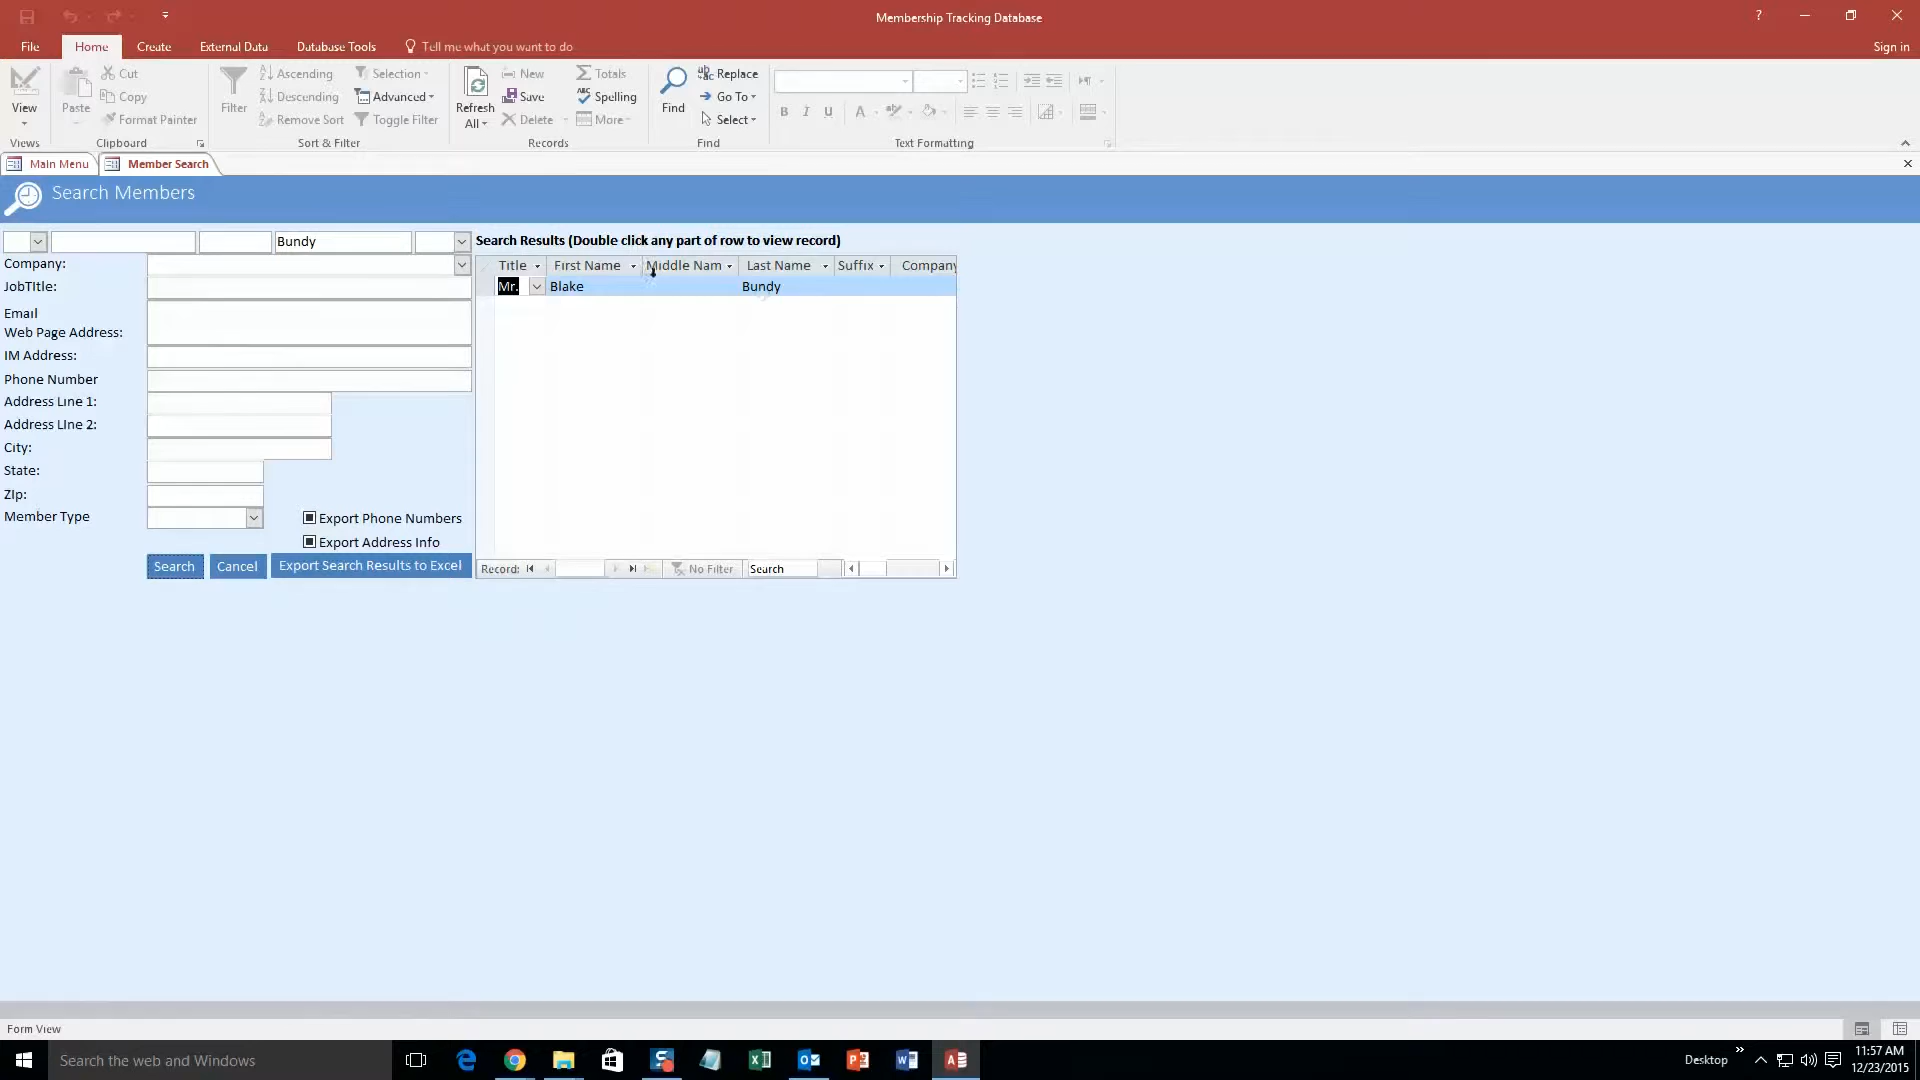 Membership Tracking Database
?
File Home Create External Data Database Tools Tell me what you want to do Sign in
View
Views
Paste
Cut
Copy
Format Painter
Clipboard
Filter
Ascending
Descending
Remove Sort
Selection
Advanced
Toggle Filter
Sort & Filter
Refresh
All
New
Save
Delete
Totals
Spelling
More
Records
Find
Replace
Go To
Select
Find
B I U A
Text Formatting
Main Menu Member Search
Search Members
Bundy
Company:
JobTItle:
Email
Web Page Address:
IM Address:
Phone Number
Address Line 1:
Address LIne 2:
City:
State:
ZIp:
Member Type
Export Phone Numbers
Export Address Info
Search Cancel Export Search Results to Excel
Search Results (Double click any part of row to view record)
Title First Name Middle Nam Last Name Suffix Company
Mr. Blake Bundy
Record: No Filter Search
Form View
Search the web and Windows
Desktop
11:57 AM
12/23/2015